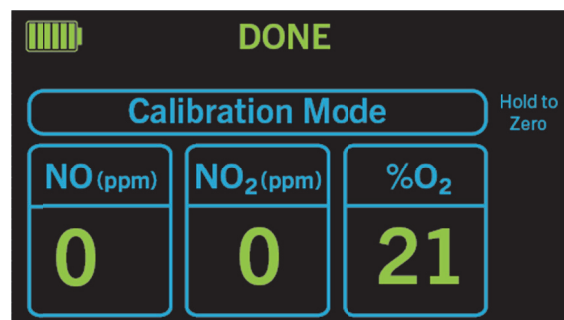 DONE
Calibration Mode
Hold to
Zero
NO (ppm)
NO₂ (ppm)
%O₂
0
0
21